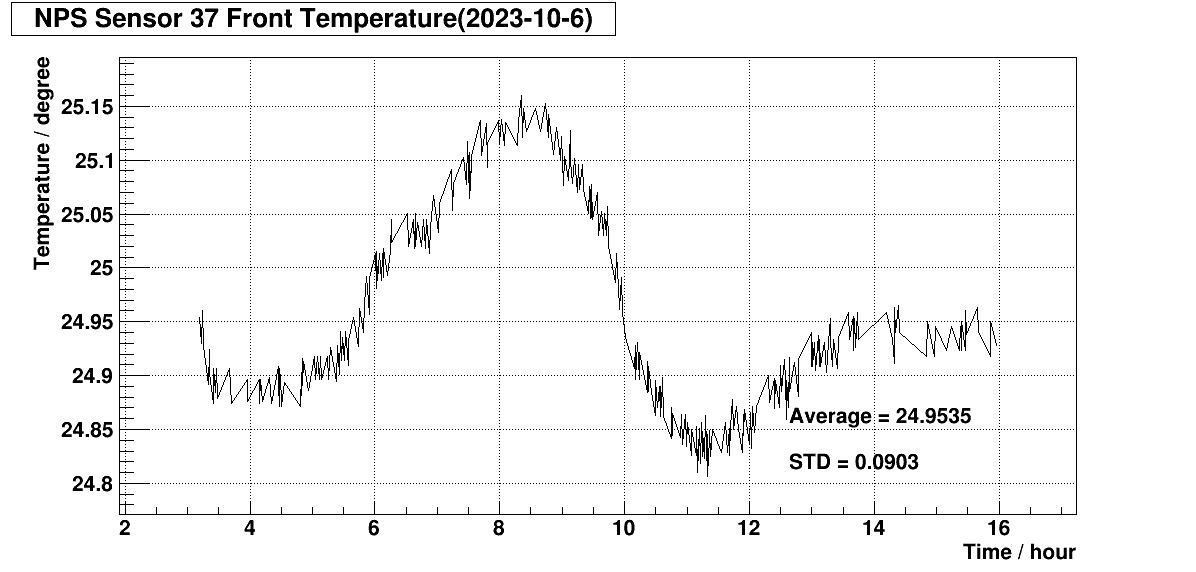 NPS Sensor 37 Front Temperature(2023-10-6)
Temperature / degree
25.15
25.1
25.05
25
24.95
24.9
24.85
24.8
Average = 24.9535
STD = 0.0903
2 4 6 8 10 12 14 16
Time / hour